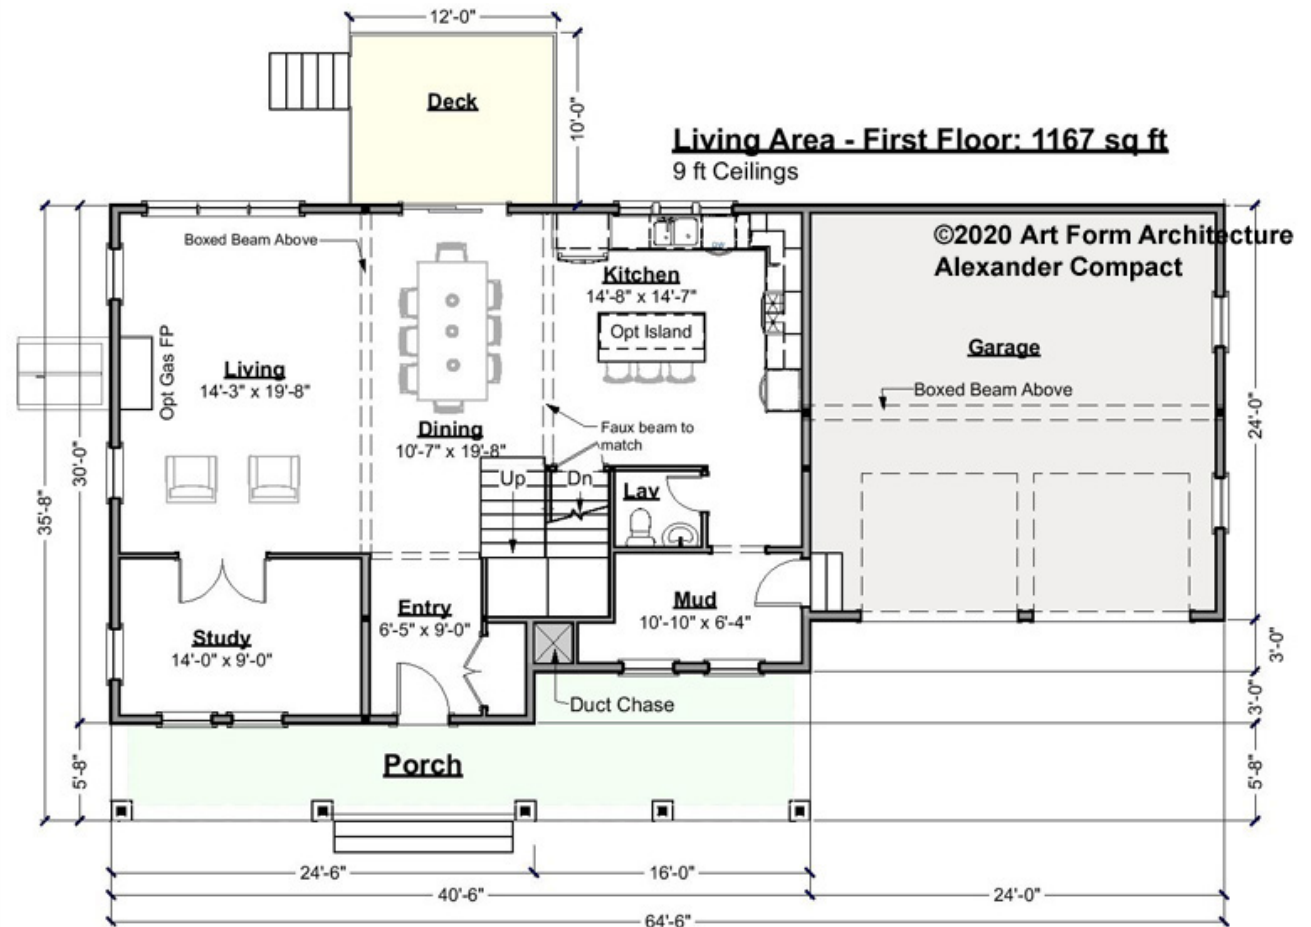 12'-0"
Deck
10'-0"
Living Area - First Floor: 1167 sq ft
9 ft Ceilings
©2020 Art Form Architecture
Alexander Compact
Boxed Beam Above
Kitchen
14'-8" x 14'-7"
DW
Opt Island
Garage
Living
14'-3" x 19'-8"
Opt Gas FP
Boxed Beam Above
Dining
10'-7" x 19'-8"
Faux beam to
match
24'-0"
30'-0"
35'-8"
Up
Dn
Lav
Mud
10'-10" x 6'-4"
Entry
6'-5" x 9'-0"
Study
14'-0" x 9'-0"
3'-0"
3'-0"
Duct Chase
Porch
5'-8"
5'-8"
24'-6"
16'-0"
40'-6"
24'-0"
64'-6"